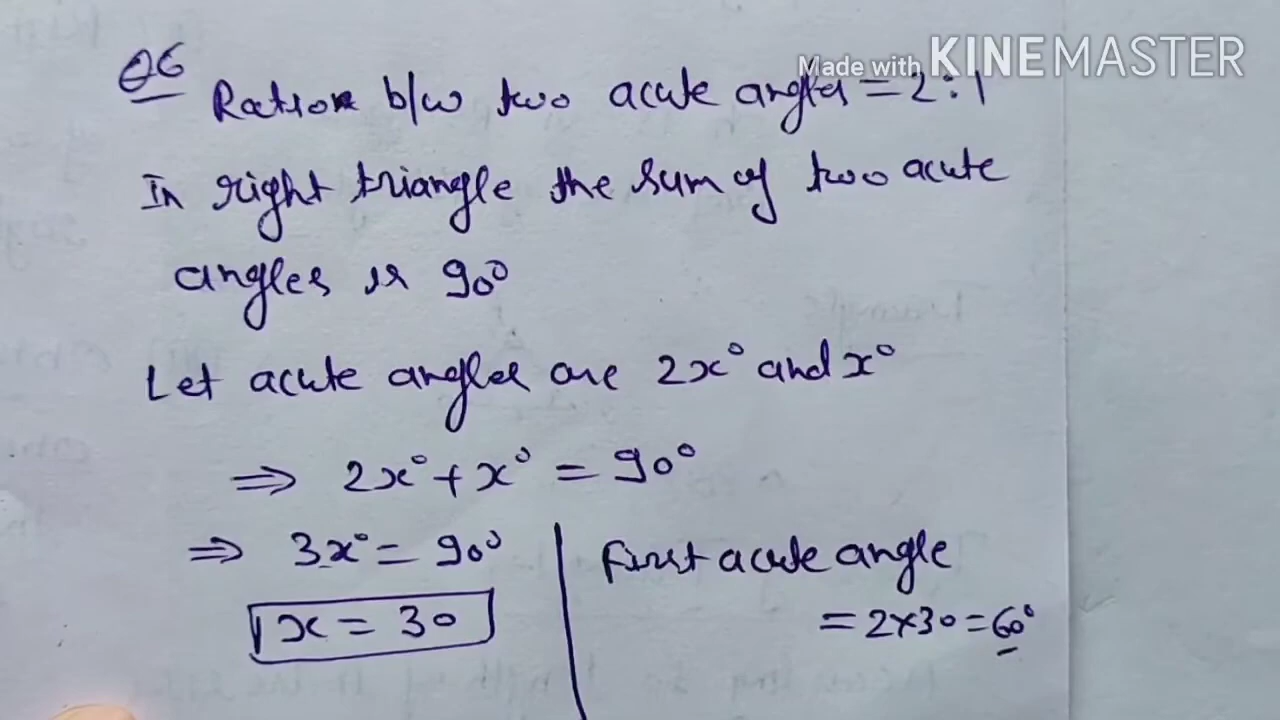 Made with KINEMASTER
Q6
Ration b/w two acute angles = 2:1
In right triangle the sum of two acute
angles is 90°
Let acute angles are 2x° and x°
⇒ 2x° + x° = 90°
⇒ 3x° = 90°
x = 30
First acute angle
= 2×30 = 60°